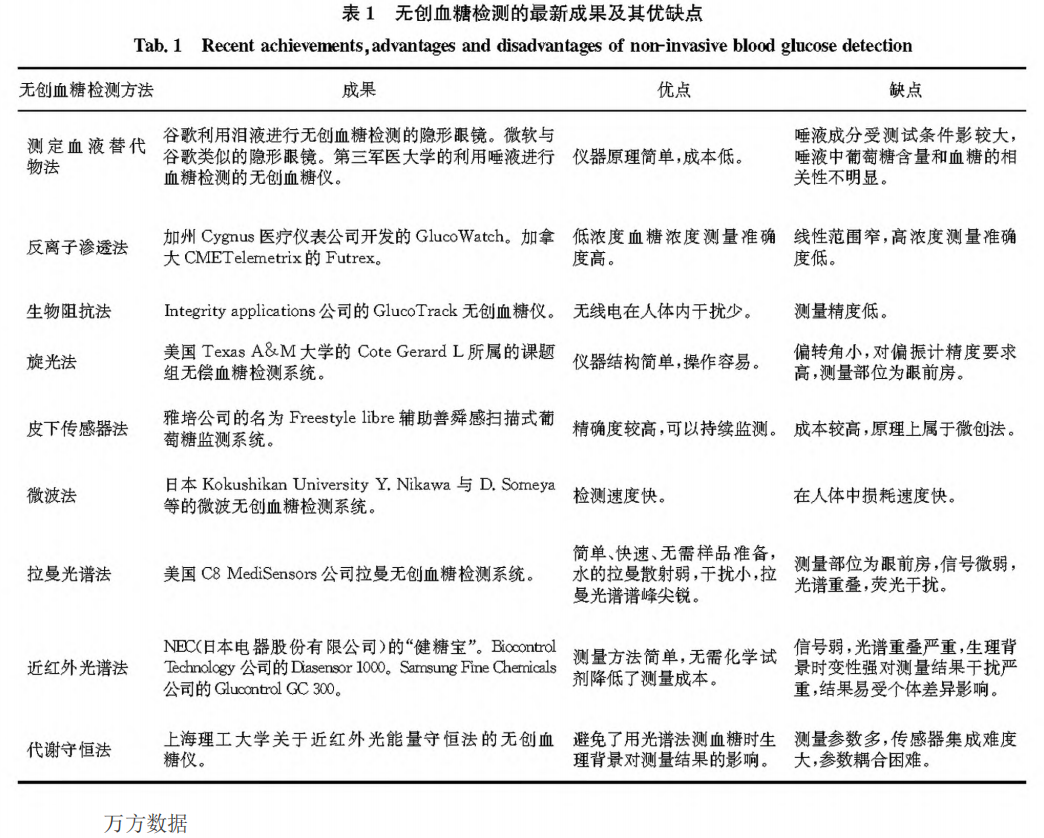 表 1 无创血糖检测的最新成果及其优缺点
Tab. 1 Recent achievements,advantages and disadvantages of non-invasive blood glucose detection
无创血糖检测方法 成果 优点 缺点
测定血液替代物法
谷歌利用泪液进行无创血糖检测的隐形眼镜。微软与
谷歌类似的隐形眼镜。第三军医大学的利用唾液进行
血糖检测的无创血糖仪。
仪器原理简单,成本低。
唾液成分受测试条件影较大,
唾液中葡萄糖含量和血糖的相
关性不明显。
反离子渗透法
加州 Cygnus 医疗仪表公司开发的 GlucoWatch。加拿
大 CMETelemetrix 的 Futrex。
低浓度血糖浓度测量准确
度高。
线性范围窄,高浓度测量准确
度低。
生物阻抗法
Integrity applications 公司的 GlucoTrack 无创血糖仪。
无线电在人体内干扰少。
测量精度低。
旋光法
美国 Texas A&M 大学的 Cote Gerard L 所属的课题
组无偿血糖检测系统。
仪器结构简单,操作容易。
偏转角小,对偏振计精度要求
高,测量部位为眼前房。
皮下传感器法
雅培公司的名为 Freestyle libre 辅助善舜感扫描式葡
萄糖监测系统。
精确度较高,可以持续监测。
成本较高,原理上属于微创法。
微波法
日本 Kokushikan University Y. Nikawa 与 D. Someya
等的微波无创血糖检测系统。
检测速度快。
在人体中损耗速度快。
拉曼光谱法
美国 C8 MediSensors 公司拉曼无创血糖检测系统。
简单、快速、无需样品准备,
水的拉曼散射弱,干扰小,拉
曼光谱谱峰尖锐。
测量部位为眼前房,信号微弱,
光谱重叠,荧光干扰。
近红外光谱法
NEC(日本电器股份有限公司)的“健糖宝”。Biocontrol
Technology 公司的 Diasensor 1000。Samsung Fine Chemicals
公司的 Glucontrol GC 300。
测量方法简单,无需化学试
剂降低了测量成本。
信号弱,光谱重叠严重,生理背
景时变性强对测量结果干扰严
重,结果易受个体差异影响。
代谢守恒法
上海理工大学关于近红外光能量守恒法的无创血
糖仪。
避免了用光谱法测血糖时生
理背景对测量结果的影响。
测量参数多,传感器集成难度
大,参数耦合困难。
万方数据